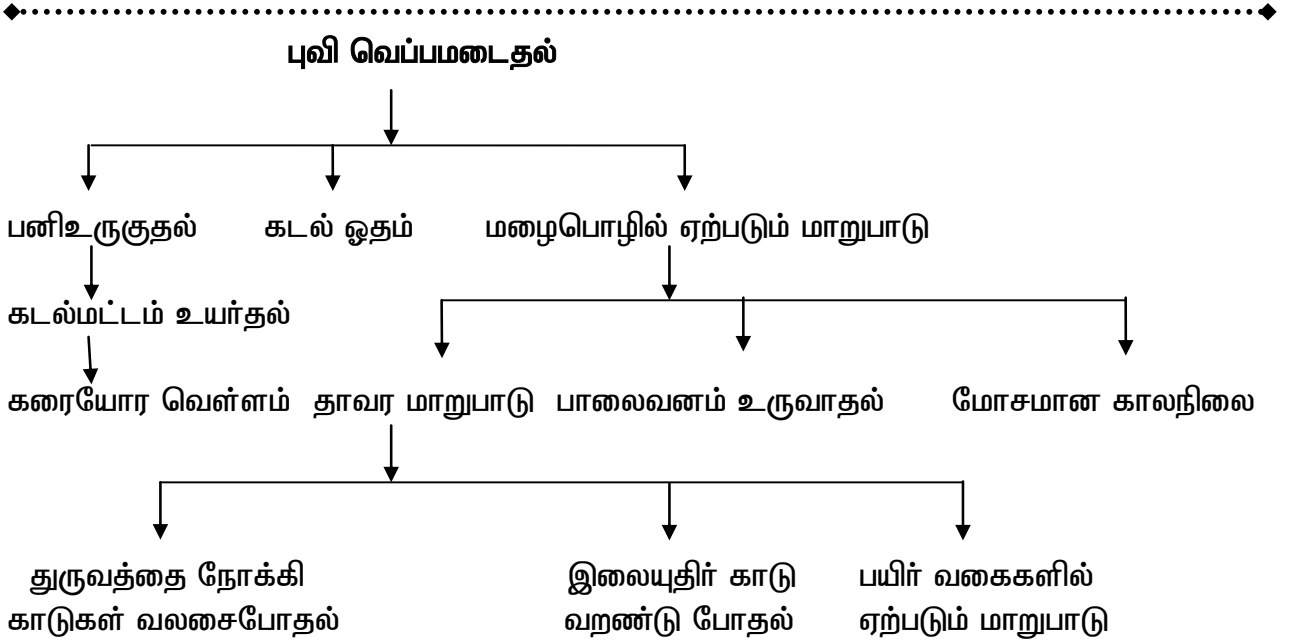 புவி வெப்பமடைதல்
பனிஉருகுதல் கடல் ஓதம் மழைபொழில் ஏற்படும் மாறுபாடு
கடல்மட்டம் உயர்தல்
கரையோர வெள்ளம் தாவர மாறுபாடு பாலைவனம் உருவாதல் மோசமான காலநிலை
துருவத்தை நோக்கி இலையுதிர் காடு பயிர் வகைகளில்
காடுகள் வலசைபோதல் வறண்டு போதல் ஏற்படும் மாறுபாடு